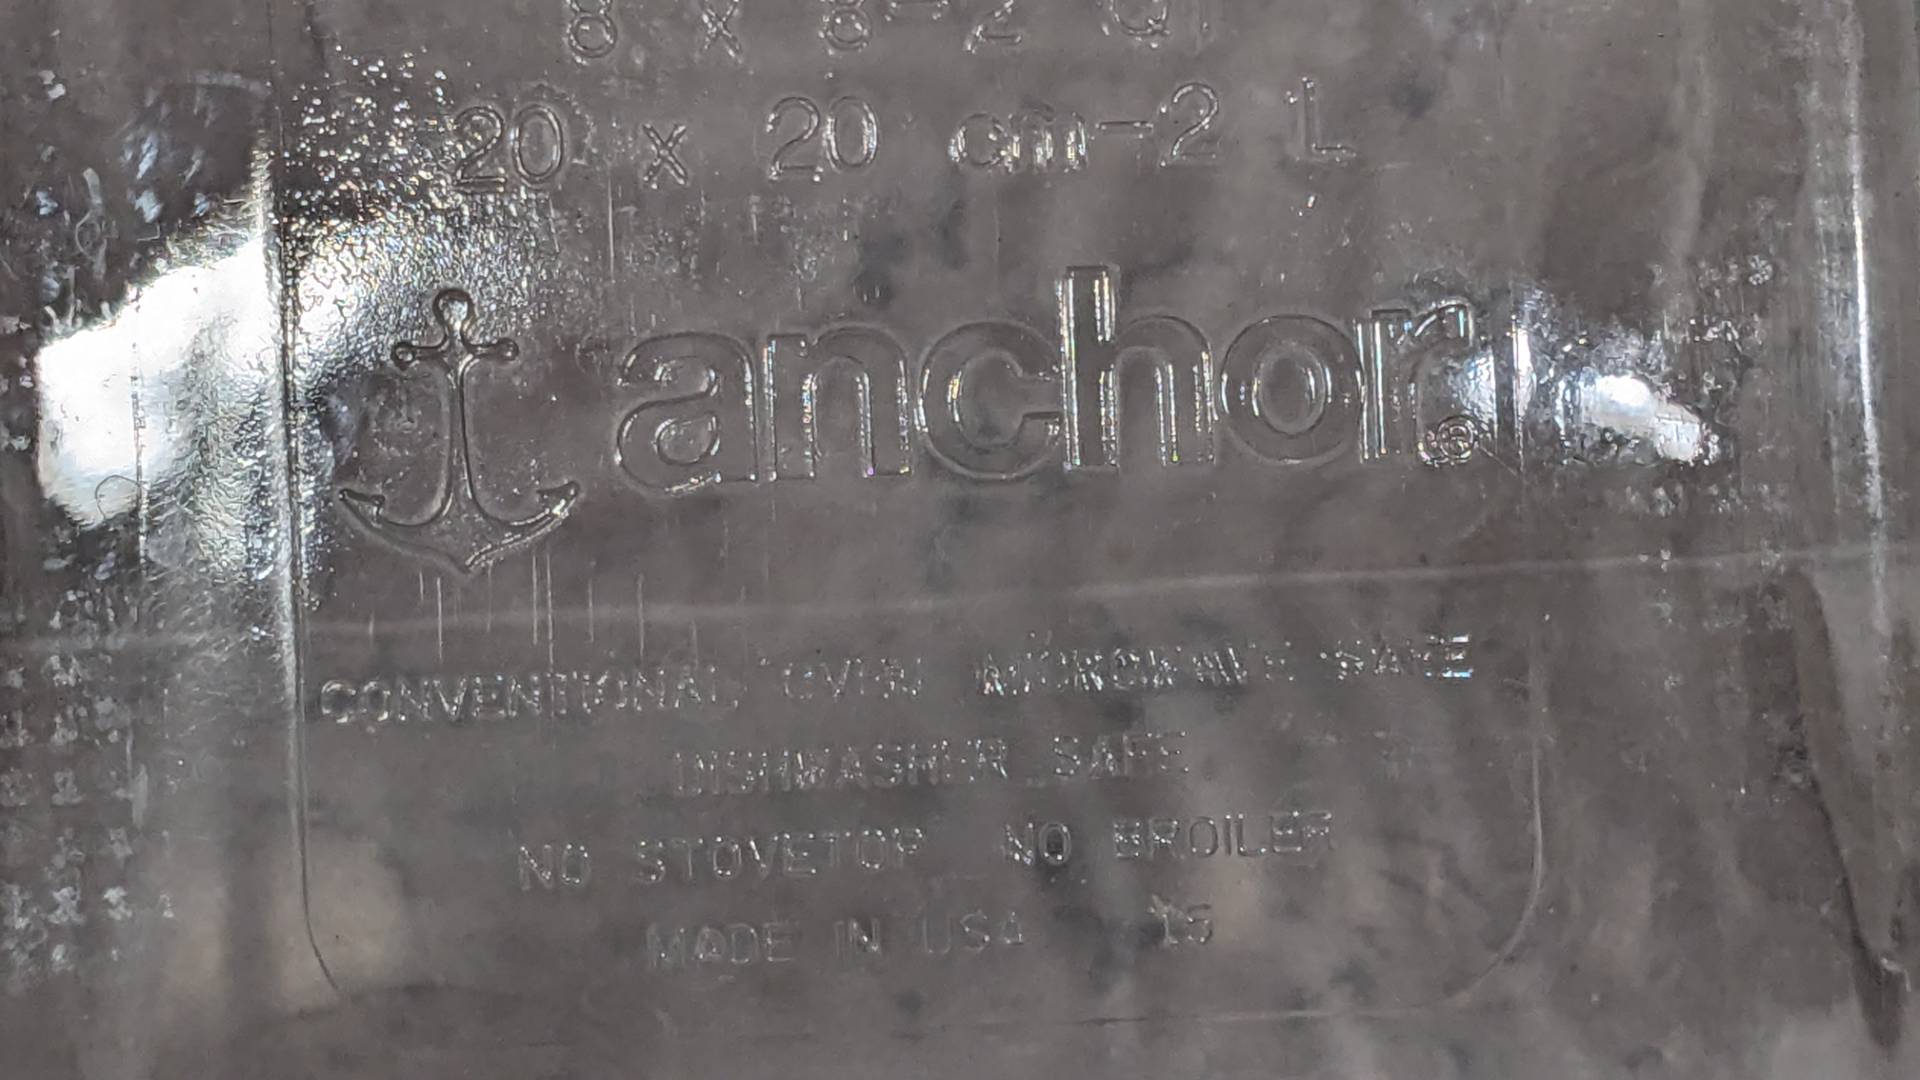 8 x 8-2 QT
20 x 20 cm-2 L
anchor®
CONVENTIONAL OVEN MICROWAVE SAFE
DISHWASHER SAFE
NO STOVETOP NO BROILER
MADE IN USA 15